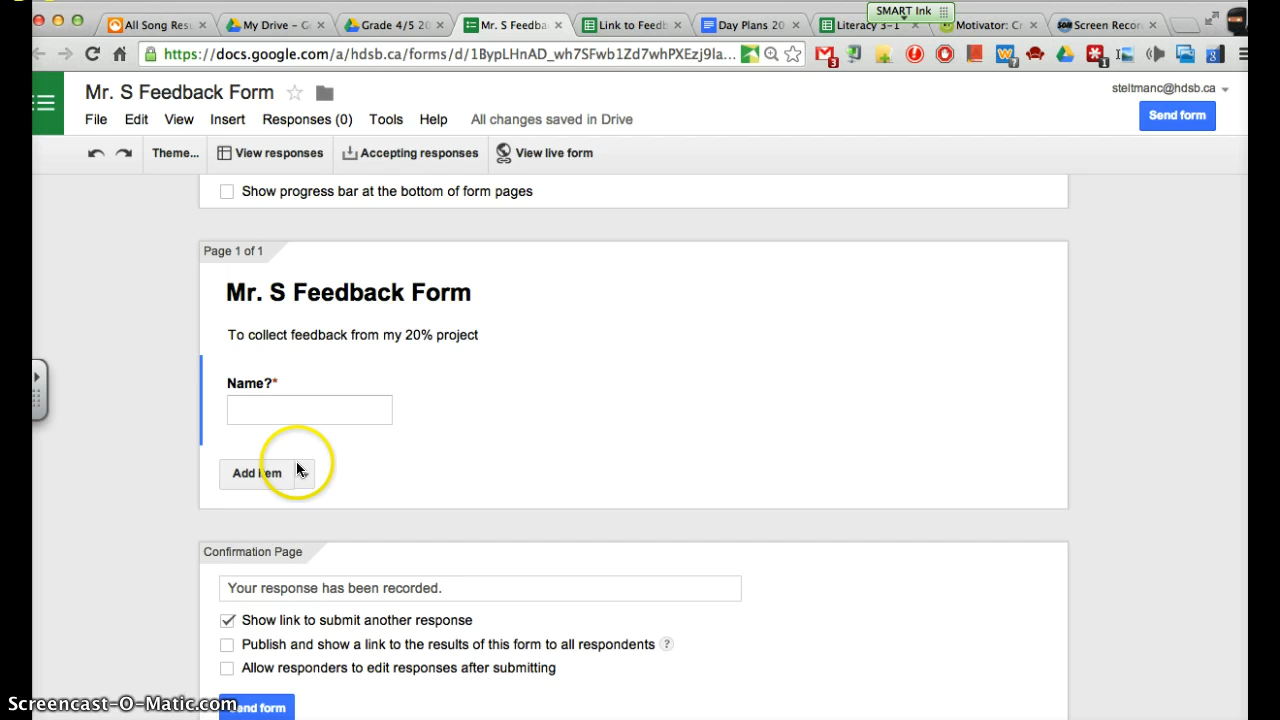 SMART Ink
All Song Res
My Drive – G
Grade 4/5 20
Mr. S Feedba
Link to Feedb
Das Plans 20
Literacy 3–1
Motivator: Cr
Screen Recor
https://docs.google.com/a/hdsb.ca/forms/d/1BypLHnAD_wh7SFwb1Zd7whPXEzj9Ia...
3
7
1
Mr. S Feedback Form
steltmanc@hdsb.ca
File Edit View Insert Responses (0) Tools Help All changes saved in Drive
Send form
Theme... View responses Accepting responses View live form
Show progress bar at the bottom of form pages
Page 1 of 1
Mr. S Feedback Form
To collect feedback from my 20% project
Name?*
Add item
Confirmation Page
Your response has been recorded.
Show link to submit another response
Publish and show a link to the results of this form to all respondents ?
Allow responders to edit responses after submitting
Send form
Screencast-O-Matic.com